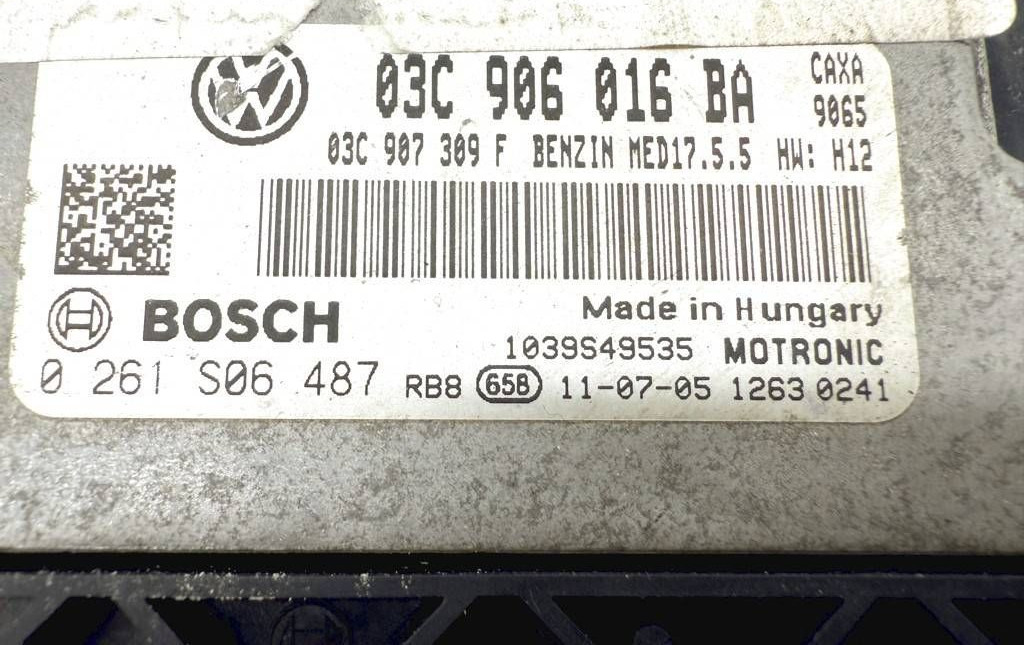 03C 906 016 BA CAXA
9065
03C 907 309 F BENZIN MED17.5.5 HW: H12
BOSCH
Made in Hungary
1039S49535 MOTRONIC
0 261 S06 487 RB8 65B 11-07-05 1263 0241